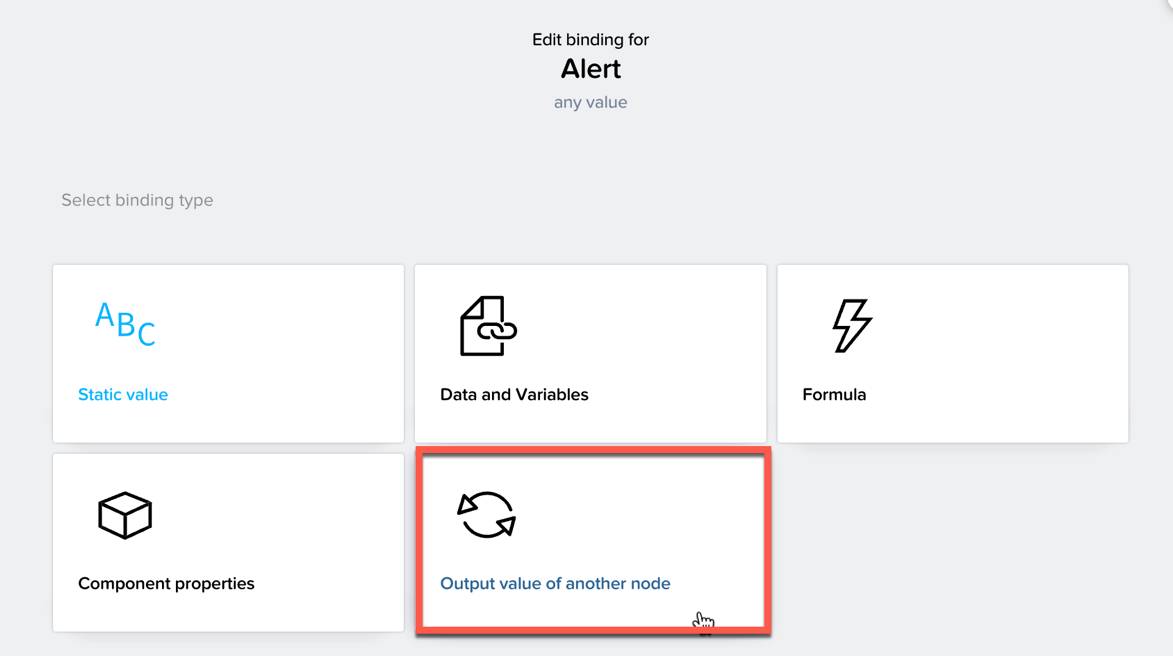 Edit binding for
Alert
any value
Select binding type
ABC
Static value
Data and Variables
Formula
Component properties
Output value of another node